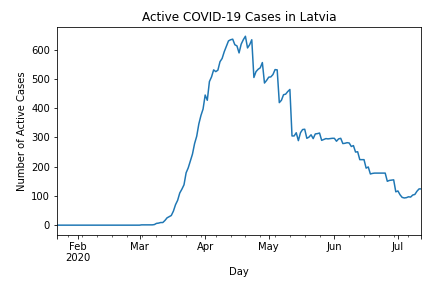 Active COVID-19 Cases in Latvia
Number of Active Cases
600
500
400
300
200
100
0
Feb
2020
Mar
Apr
May
Jun
Jul
Day